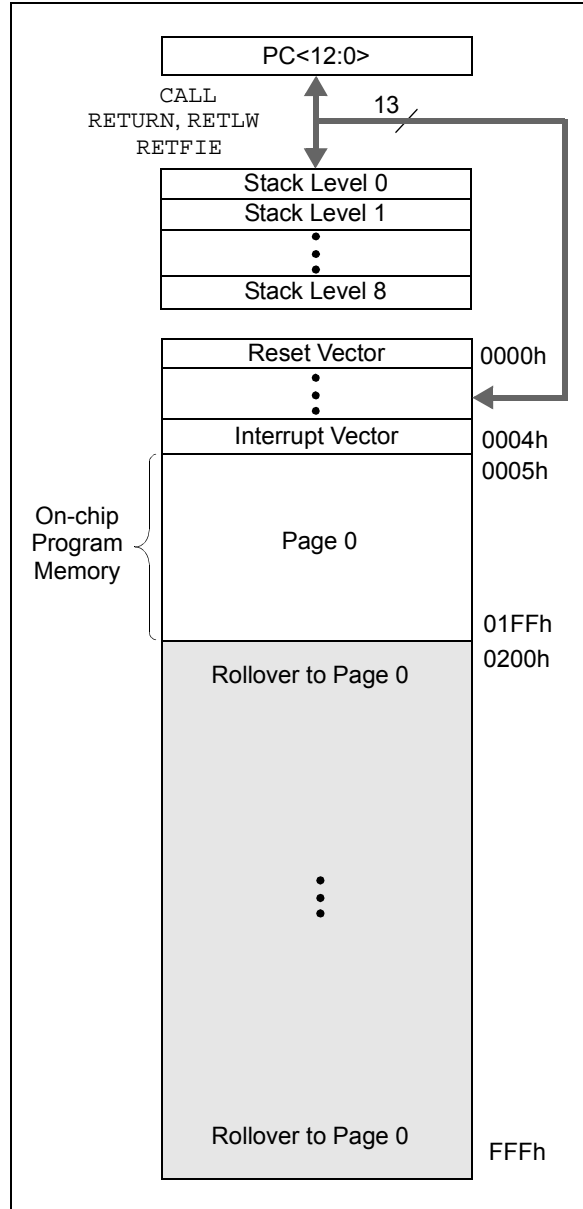 PC<12:0>
CALL
RETURN, RETLW
RETFIE
13
Stack Level 0
Stack Level 1
Stack Level 8
Reset Vector
0000h
Interrupt Vector
0004h
0005h
On-chip
Program
Memory
Page 0
01FFh
0200h
Rollover to Page 0
Rollover to Page 0
FFFh